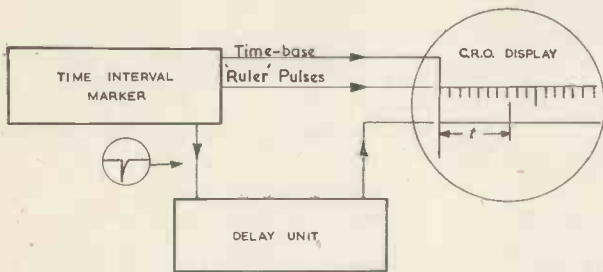 Time-base
'Ruler' Pulses
TIME INTERVAL
MARKER
C.R.O. DISPLAY
t
DELAY UNIT